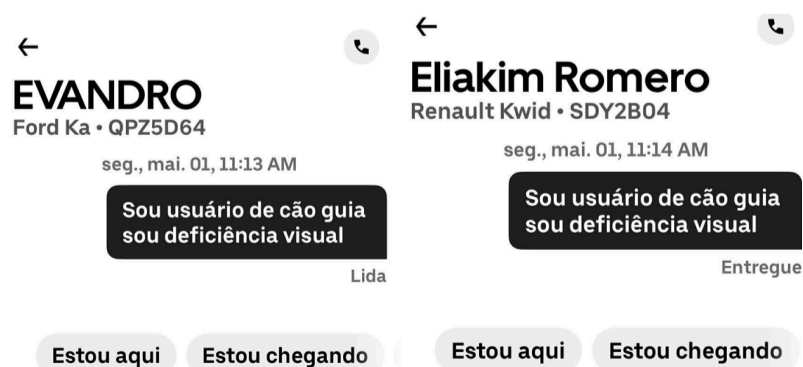 EVANDRO
Ford Ka • QPZ5D64
seg., mai. 01, 11:13 AM
Sou usuário de cão guia
sou deficiência visual
Lida
Estou aqui
Estou chegando
Eliakim Romero
Renault Kwid • SDY2B04
seg., mai. 01, 11:14 AM
Sou usuário de cão guia
sou deficiência visual
Entregue
Estou aqui
Estou chegando